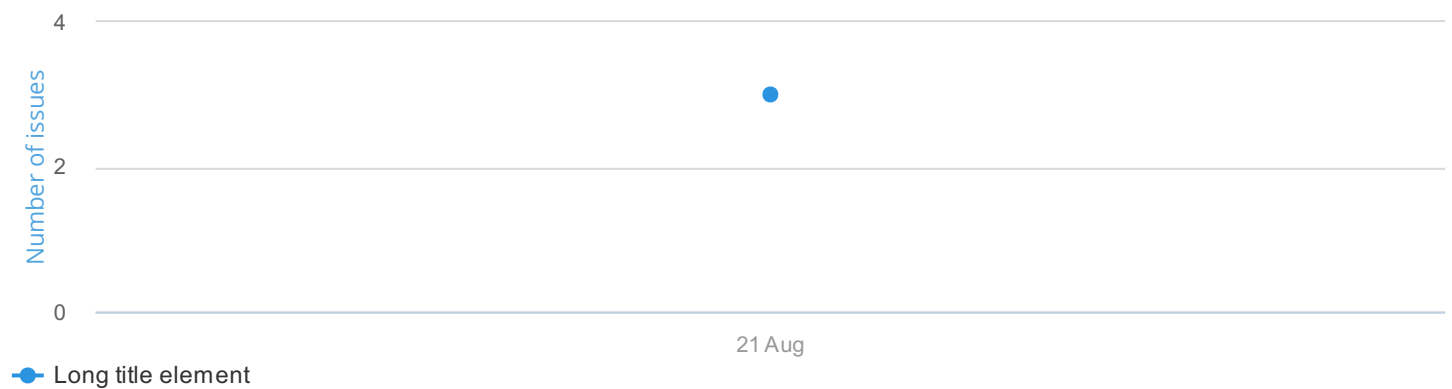 4
Number of issues
2
0
21 Aug
Long title element